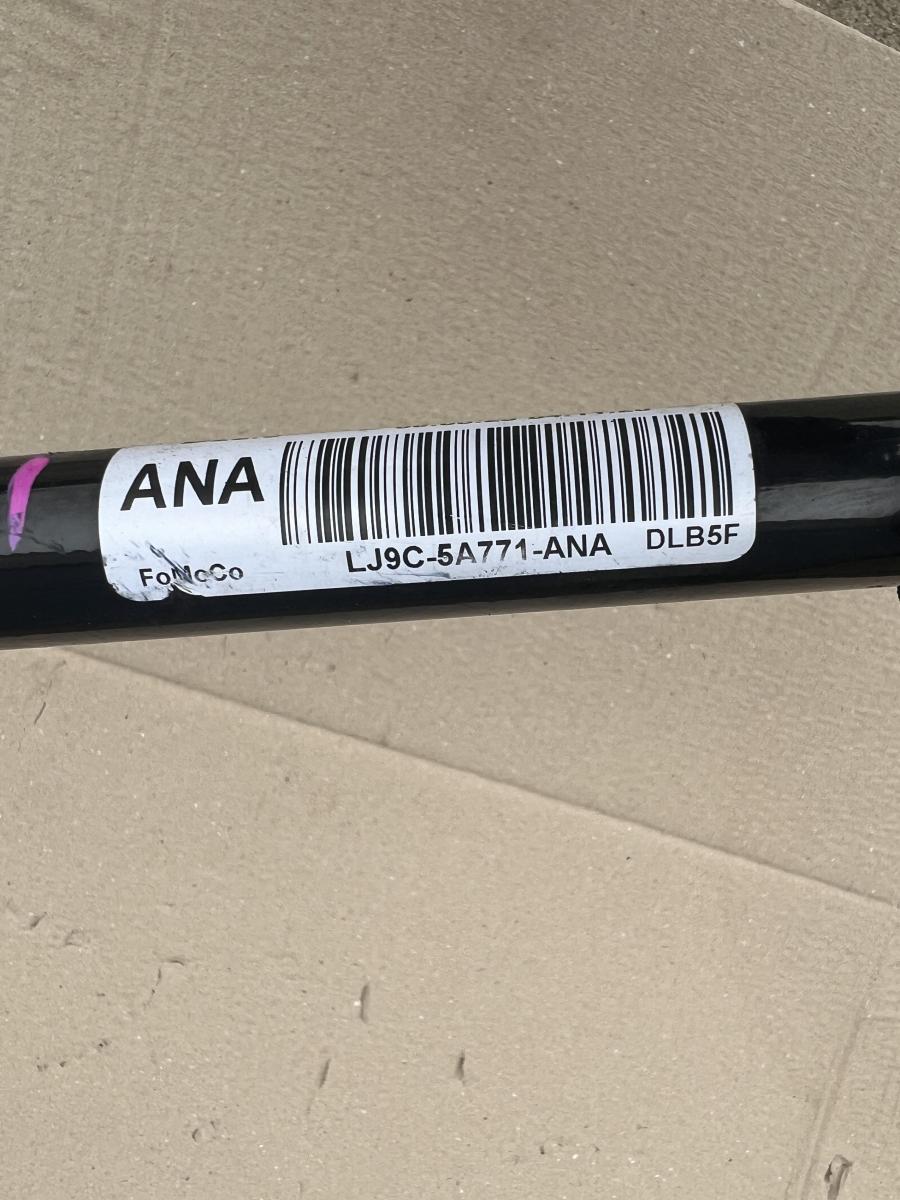 ANA
LJ9C-5A771-ANA DLB5F
FoMoCo